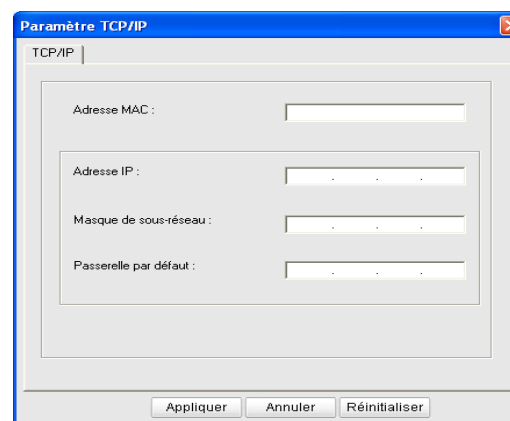 Paramètre TCP/IP
TCP/IP
Adresse MAC :
Adresse IP :
. . .
Masque de sous-réseau :
. . .
Passerelle par défaut :
. . .
Appliquer Annuler Réinitialiser